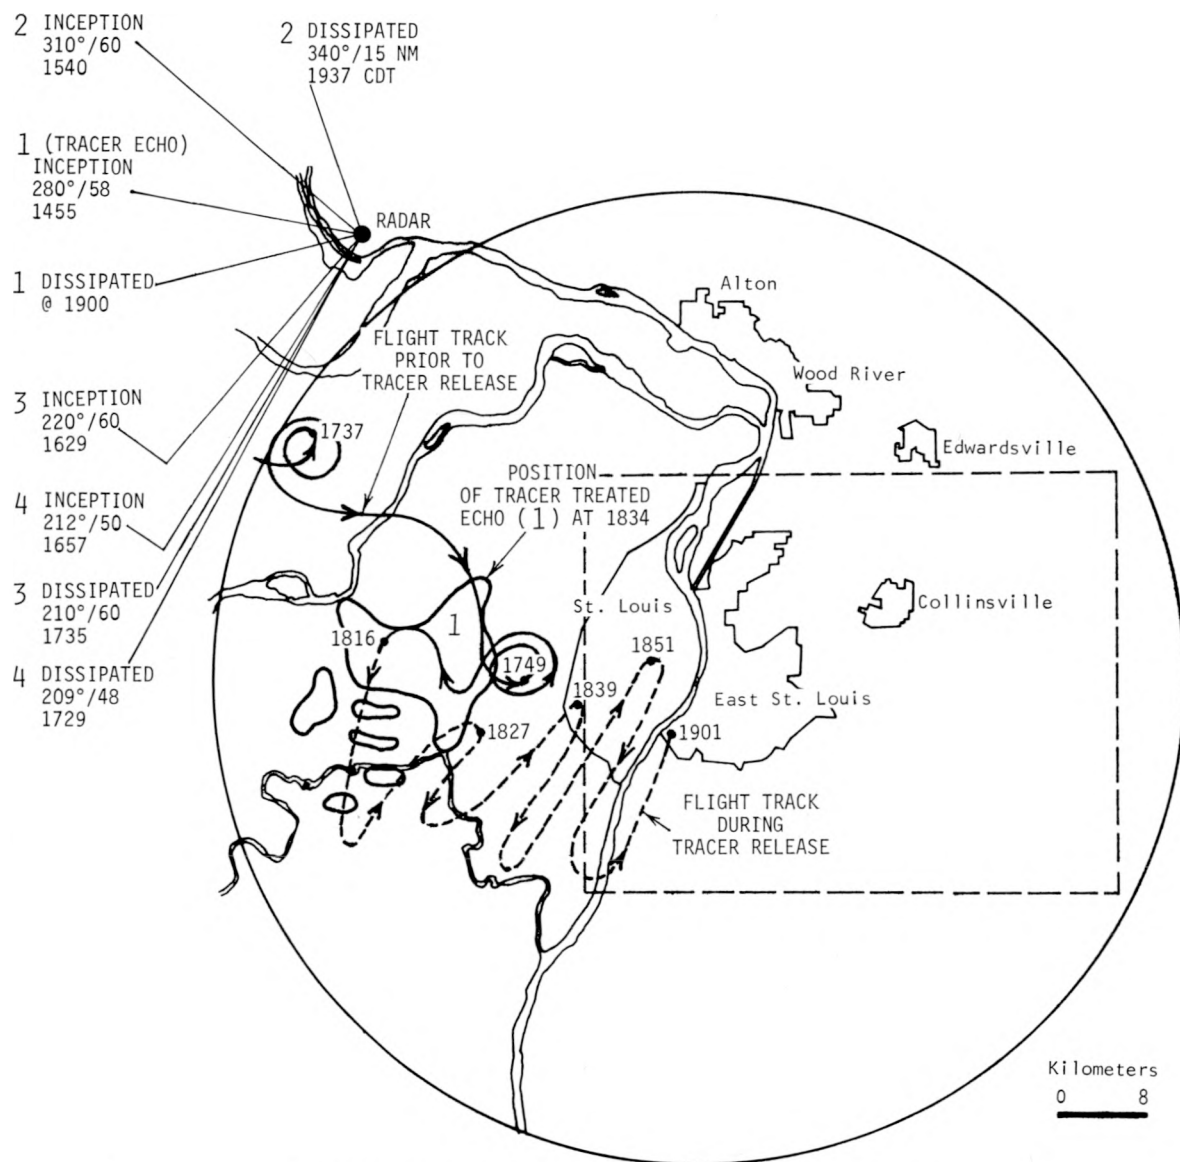 2 INCEPTION
310°/60
1540
2 DISSIPATED
340°/15 NM
1937 CDT
1 (TRACER ECHO)
INCEPTION
280°/58
1455
RADAR
1 DISSIPATED
@ 1900
Alton
FLIGHT TRACK
PRIOR TO
TRACER RELEASE
Wood River
3 INCEPTION
220°/60
1629
1737
Edwardsville
POSITION
OF TRACER TREATED
ECHO (1) AT 1834
4 INCEPTION
212°/50
1657
3 DISSIPATED
210°/60
1735
St. Louis
Collinsville
1
1816
1749
1851
4 DISSIPATED
209°/48
1729
1839
East St. Louis
1827
1901
FLIGHT TRACK
DURING
TRACER RELEASE
Kilometers
0 8